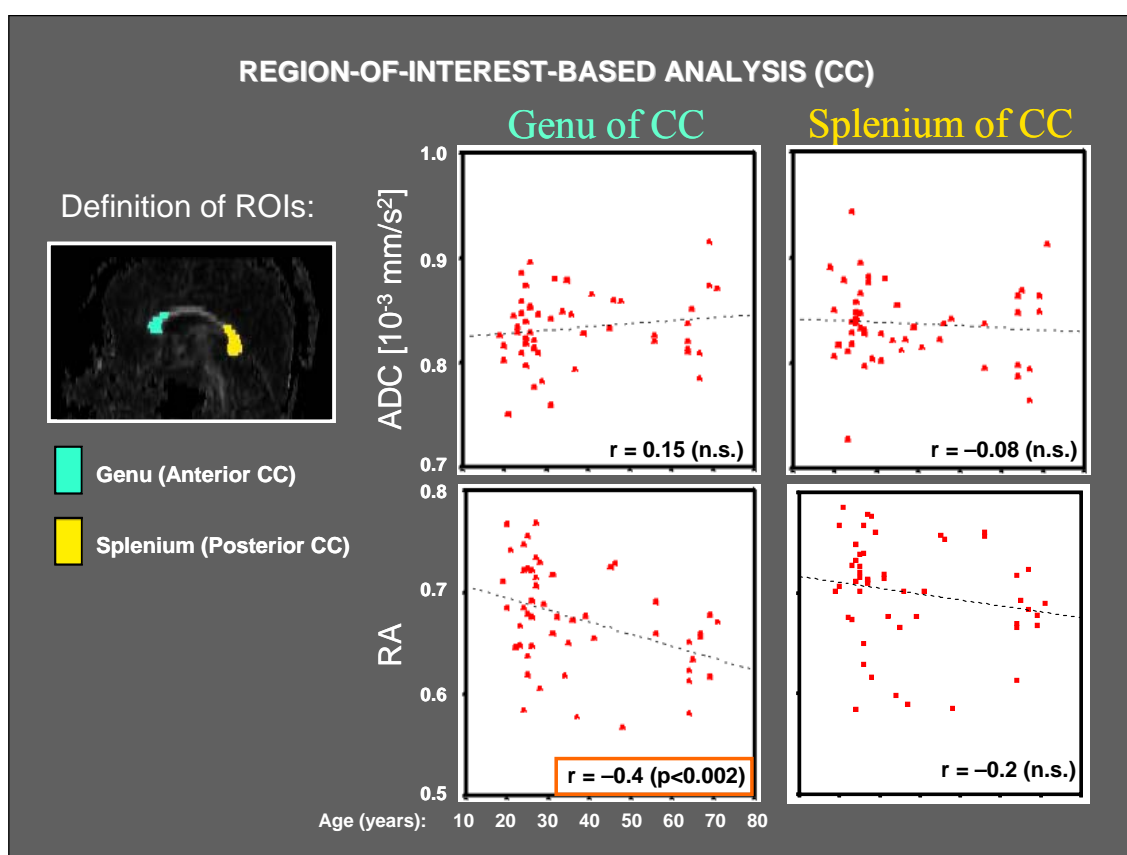 REGION-OF-INTEREST-BASED ANALYSIS (CC)
Genu of CC
Splenium of CC
Definition of ROIs:
Genu (Anterior CC)
Splenium (Posterior CC)
ADC [10⁻³ mm/s²]
1.0
0.9
0.8
0.7
r = 0.15 (n.s.)
r = –0.08 (n.s.)
RA
0.8
0.7
0.6
0.5
r = –0.4 (p<0.002)
r = –0.2 (n.s.)
Age (years): 10 20 30 40 50 60 70 80